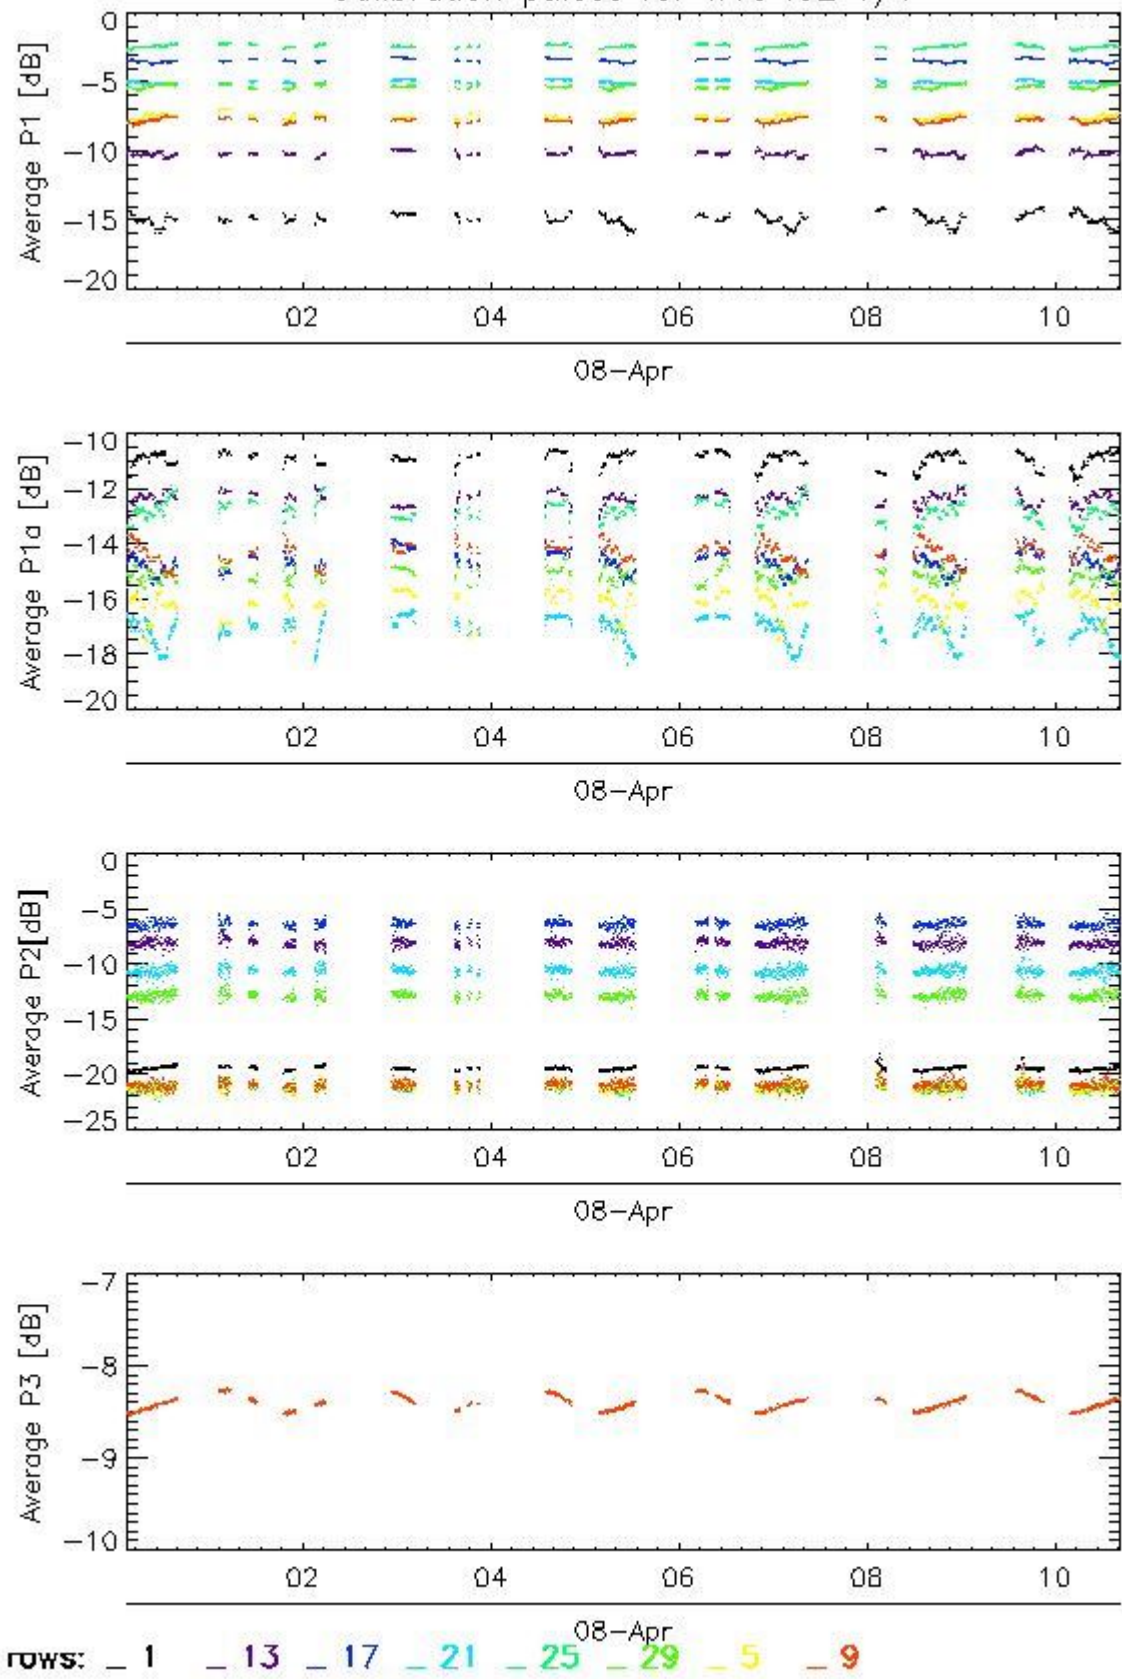 0
−5
−10
−15
−20
Average P1 [dB]
02 04 06 08 10
08−Apr
−10
−12
−14
−16
−18
−20
Average P1a [dB]
02 04 06 08 10
08−Apr
0
−5
−10
−15
−20
−25
Average P2[dB]
02 04 06 08 10
08−Apr
−7
−8
−9
−10
Average P3 [dB]
02 04 06 08 10
08−Apr
rows: _ 1 _ 13 _ 17 _ 21 _ 25 _ 29 _ 5 _ 9